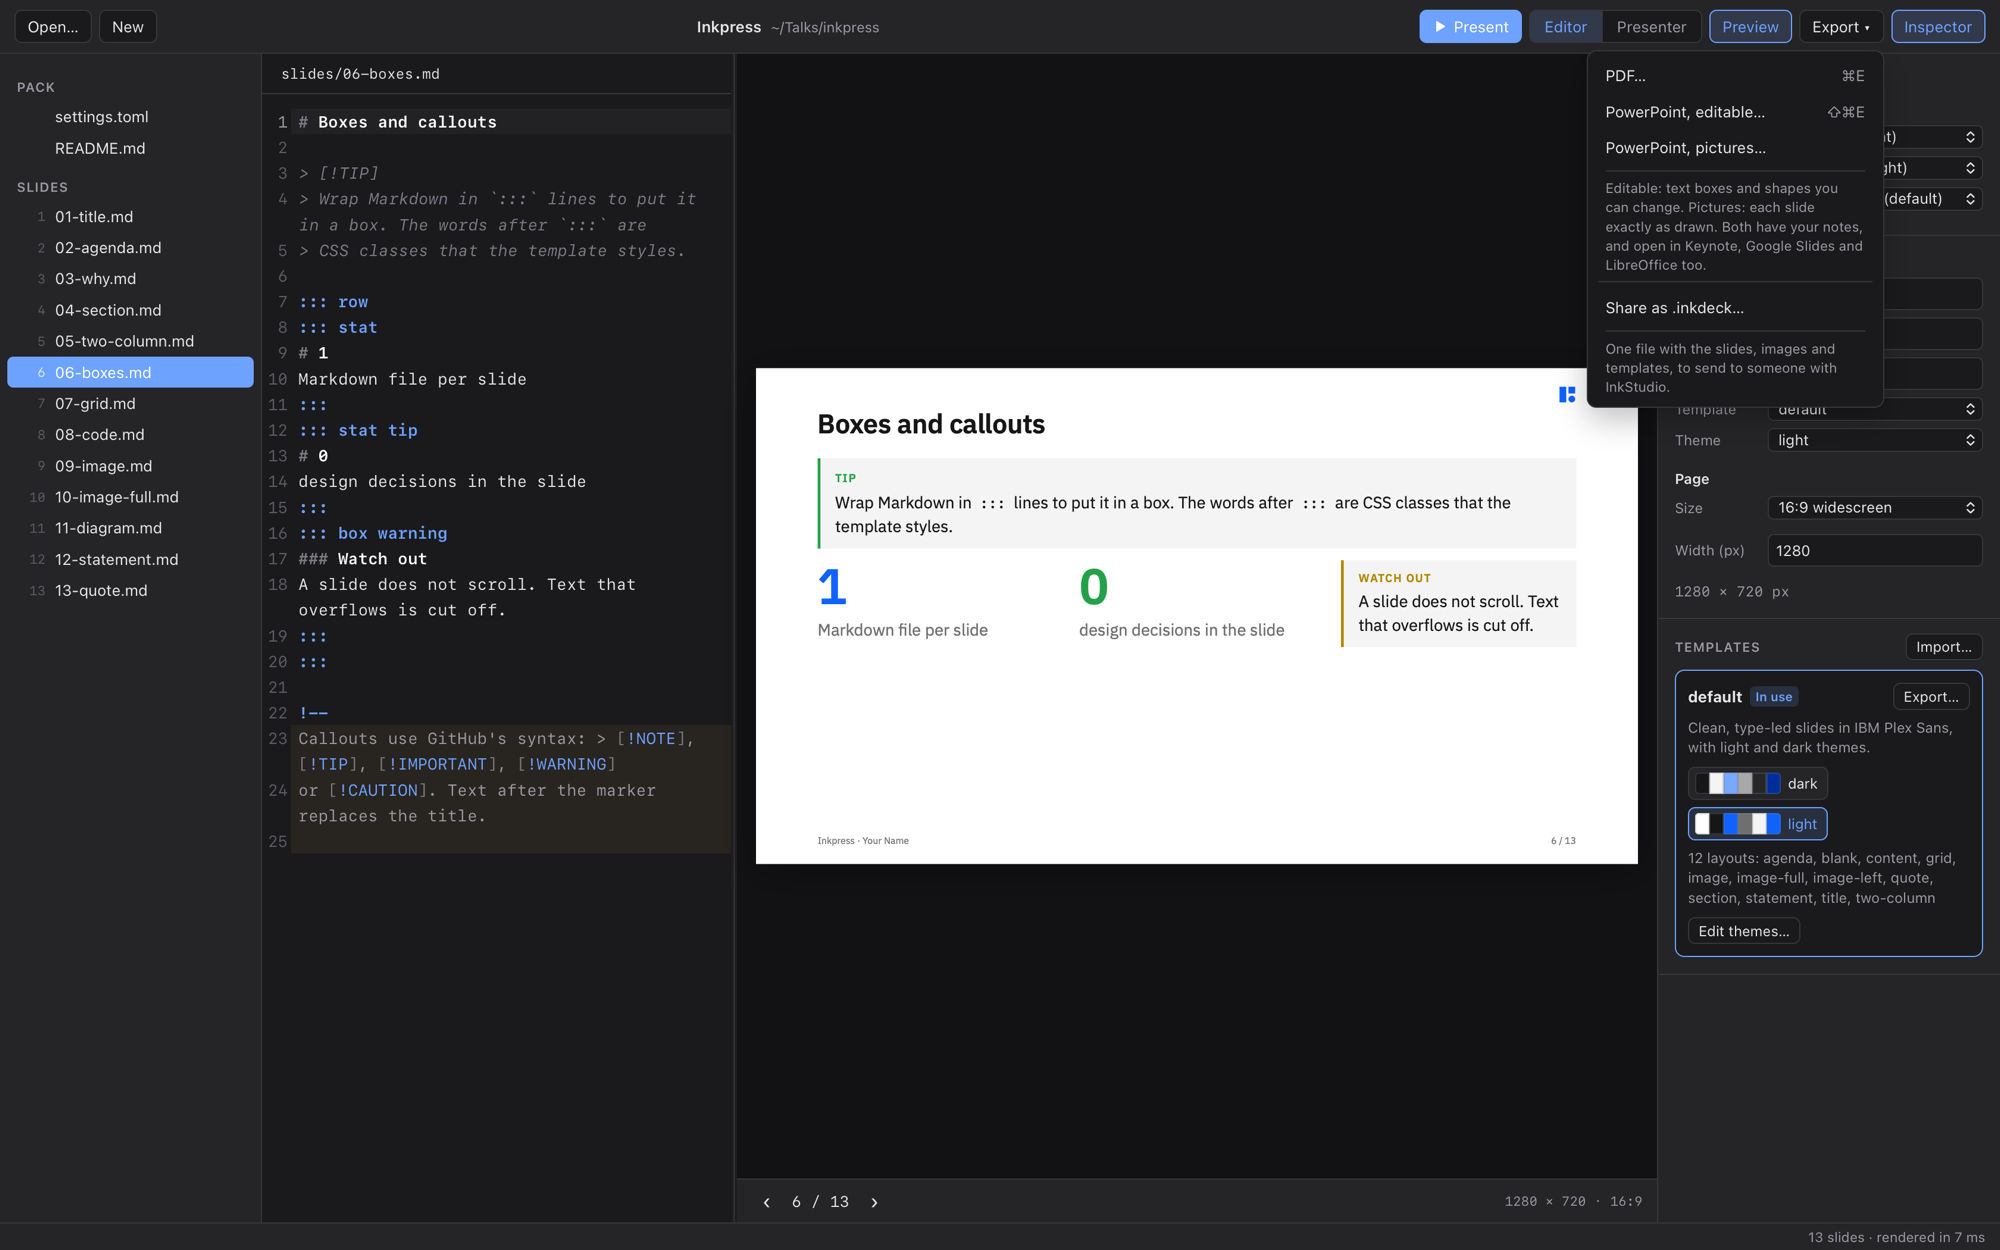 Open...
New
Inkpress ~/Talks/inkpress
Present
Editor
Presenter
Preview
Export
Inspector
PACK
settings.toml
README.md
SLIDES
1 01-title.md
2 02-agenda.md
3 03-why.md
4 04-section.md
5 05-two-column.md
6 06-boxes.md
7 07-grid.md
8 08-code.md
9 09-image.md
10 10-image-full.md
11 11-diagram.md
12 12-statement.md
13 13-quote.md
slides/06-boxes.md
1 # Boxes and callouts
2
3 > [!TIP]
4 > Wrap Markdown in `:::` lines to put it
in a box. The words after `:::` are
5 > CSS classes that the template styles.
6
7 ::: row
8 ::: stat
9 # 1
10 Markdown file per slide
11 :::
12 ::: stat tip
13 # 0
14 design decisions in the slide
15 :::
16 ::: box warning
17 ### Watch out
18 A slide does not scroll. Text that
overflows is cut off.
19 :::
20 :::
21
22 !--
23 Callouts use GitHub's syntax: > [!NOTE],
[!TIP], [!IMPORTANT], [!WARNING]
24 or [!CAUTION]. Text after the marker
replaces the title.
25
Boxes and callouts
TIP
Wrap Markdown in ::: lines to put it in a box. The words after ::: are CSS classes that the
template styles.
1
Markdown file per slide
0
design decisions in the slide
WATCH OUT
A slide does not scroll. Text
that overflows is cut off.
Inkpress · Your Name
6 / 13
‹ 6 / 13 ›
1280 × 720 · 16:9
PDF... ⌘E
PowerPoint, editable... ⇧⌘E
PowerPoint, pictures...
Editable: text boxes and shapes you
can change. Pictures: each slide
exactly as drawn. Both have your notes,
and open in Keynote, Google Slides and
LibreOffice too.
Share as .inkdeck...
One file with the slides, images and
templates, to send to someone with
InkStudio.
(default)
Template default
Theme light
Page
Size 16:9 widescreen
Width (px) 1280
1280 × 720 px
TEMPLATES
Import...
default In use
Export...
Clean, type-led slides in IBM Plex Sans,
with light and dark themes.
dark
light
12 layouts: agenda, blank, content, grid,
image, image-full, image-left, quote,
section, statement, title, two-column
Edit themes...
13 slides · rendered in 7 ms